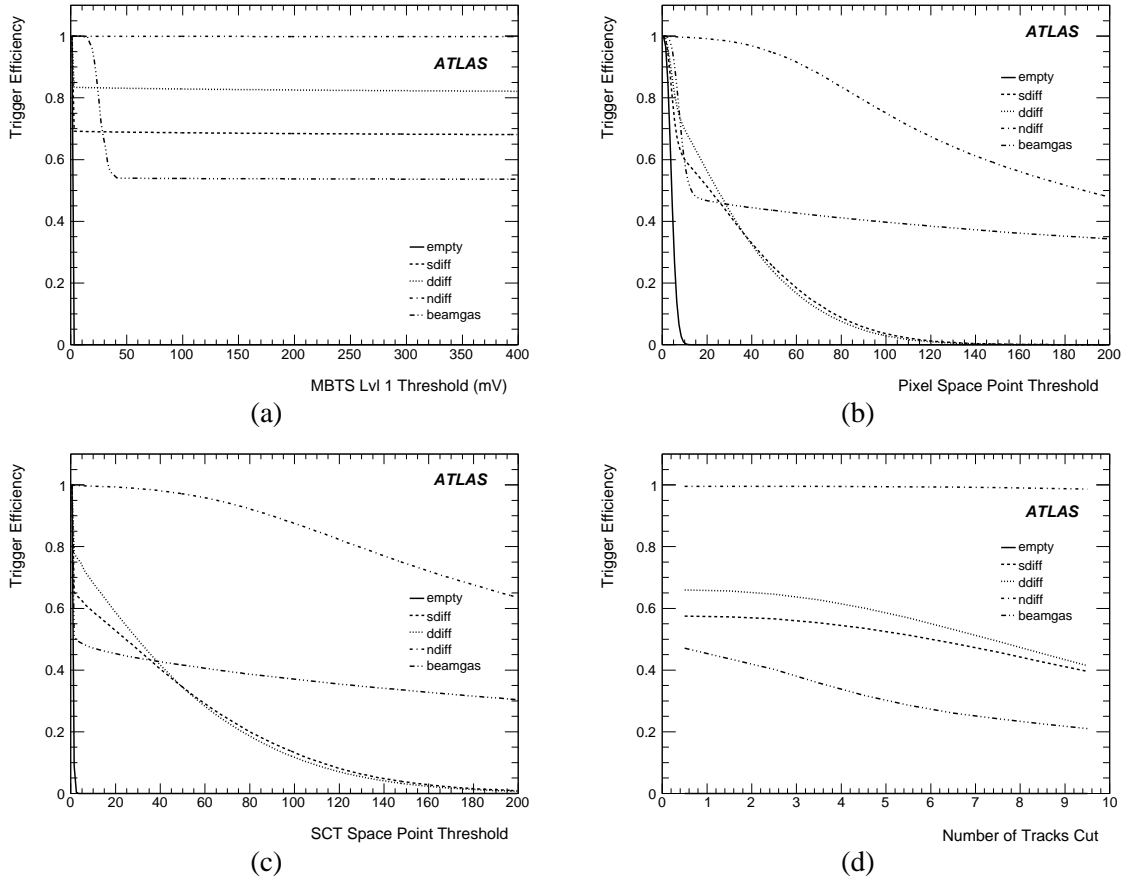 Trigger Efficiency
1
0.8
0.6
0.4
0.2
0
ATLAS
empty
sdiff
ddiff
ndiff
beamgas
0 50 100 150 200 250 300 350 400
MBTS Lvl 1 Threshold (mV)
(a)
Trigger Efficiency
1
0.8
0.6
0.4
0.2
0
ATLAS
empty
sdiff
ddiff
ndiff
beamgas
0 20 40 60 80 100 120 140 160 180 200
Pixel Space Point Threshold
(b)
Trigger Efficiency
1
0.8
0.6
0.4
0.2
0
ATLAS
empty
sdiff
ddiff
ndiff
beamgas
0 20 40 60 80 100 120 140 160 180 200
SCT Space Point Threshold
(c)
Trigger Efficiency
1
0.8
0.6
0.4
0.2
0
ATLAS
empty
sdiff
ddiff
ndiff
beamgas
0 1 2 3 4 5 6 7 8 9 10
Number of Tracks Cut
(d)